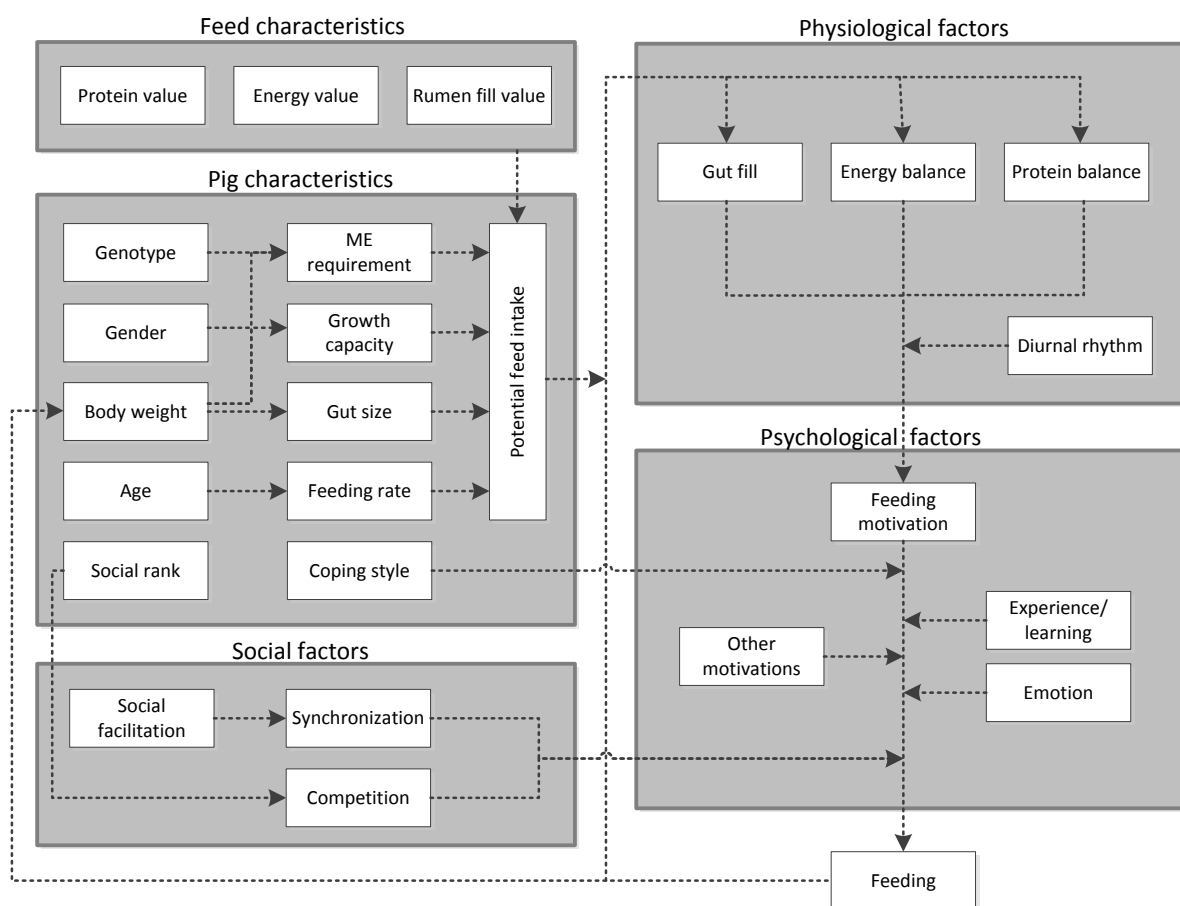 Feed characteristics
Protein value
Energy value
Rumen fill value
Pig characteristics
Genotype
ME
requirement
Gender
Growth
capacity
Body weight
Gut size
Age
Feeding rate
Social rank
Coping style
Potential feed intake
Social factors
Social
facilitation
Synchronization
Competition
Physiological factors
Gut fill
Energy balance
Protein balance
Diurnal rhythm
Psychological factors
Feeding
motivation
Experience/
learning
Other
motivations
Emotion
Feeding